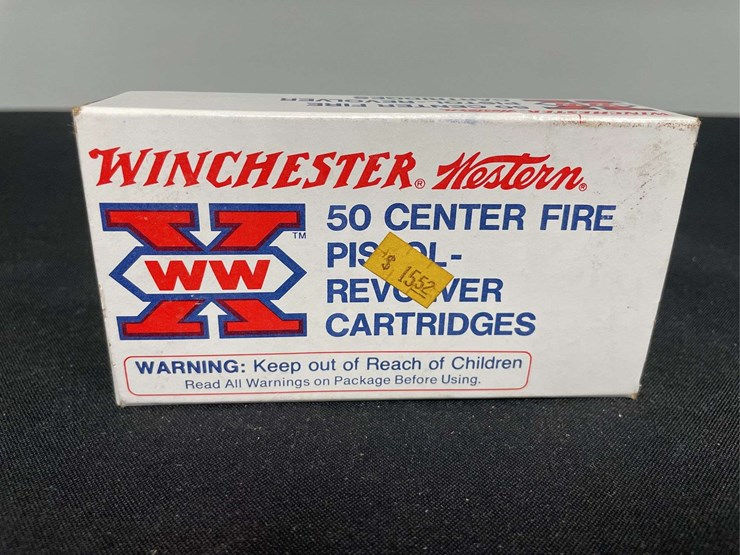 WINCHESTER® Western®
WW TM
50 CENTER FIRE
PIS OL-
$ 1552
REV VER
CARTRIDGES
WARNING: Keep out of Reach of Children
Read All Warnings on Package Before Using.